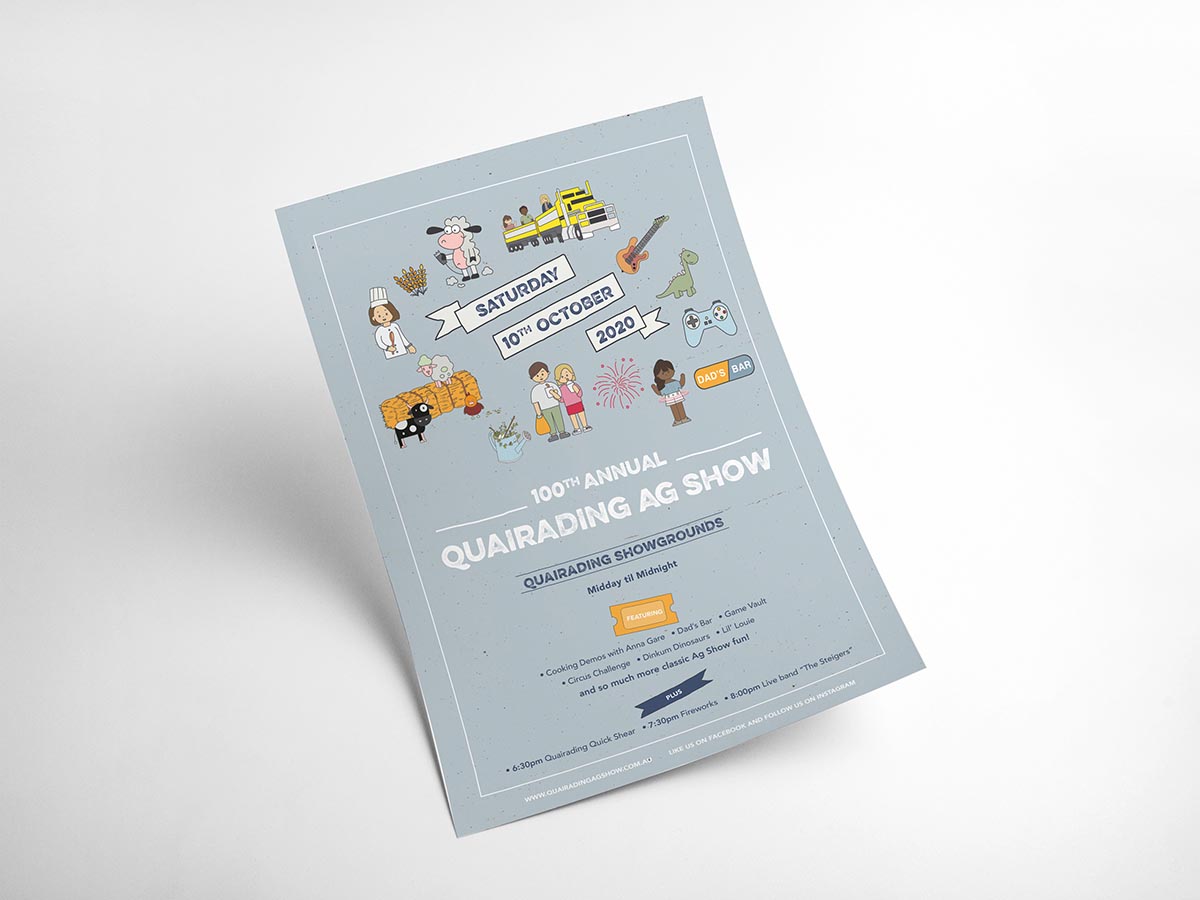 SATURDAY
10TH OCTOBER
2020
DAD'S BAR
100TH ANNUAL
QUAIRADING AG SHOW
QUAIRADING SHOWGROUNDS
Midday til Midnight
FEATURING
• Cooking Demos with Anna Gare • Dad's Bar • Game Vault
• Circus Challenge • Dinkum Dinosaurs • Lil' Louie
and so much more classic Ag Show fun!
PLUS
• 6:30pm Quairading Quick Shear • 7:30pm Fireworks • 8:00pm Live band "The Steigers"
WWW.QUAIRADINGAGSHOW.COM.AU LIKE US ON FACEBOOK AND FOLLOW US ON INSTAGRAM